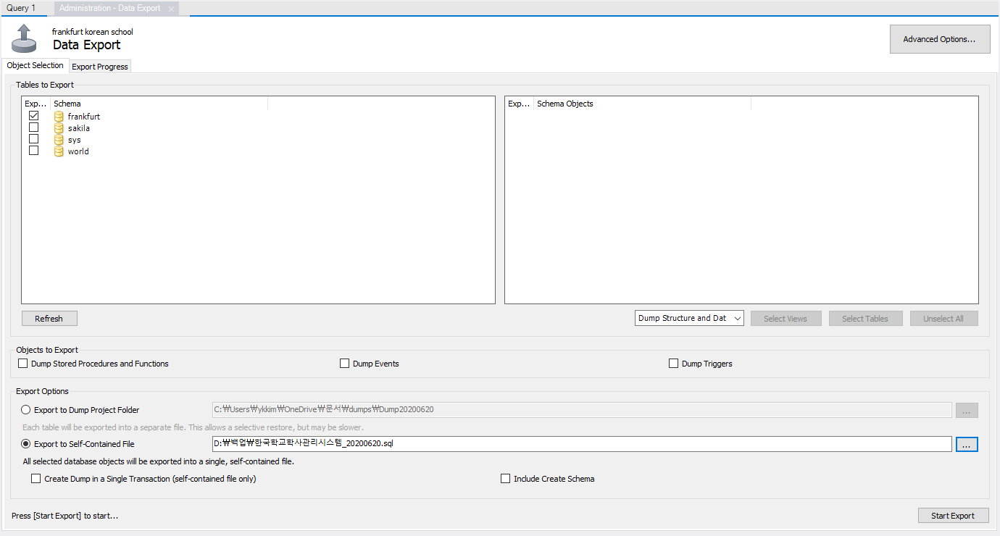 Query 1
Administration - Data Export
frankfurt korean school
Data Export
Advanced Options...
Object Selection
Export Progress
Tables to Export
Exp... Schema
frankfurt
sakila
sys
world
Exp... Schema Objects
Refresh
Dump Structure and Dat
Select Views
Select Tables
Unselect All
Objects to Export
Dump Stored Procedures and Functions
Dump Events
Dump Triggers
Export Options
Export to Dump Project Folder
C:₩Users₩ykkim₩OneDrive₩문서₩dumps₩Dump20200620
...
Each table will be exported into a separate file. This allows a selective restore, but may be slower.
Export to Self-Contained File
D:₩백업₩한국학교학사관리시스템_20200620.sql
...
All selected database objects will be exported into a single, self-contained file.
Create Dump in a Single Transaction (self-contained file only)
Include Create Schema
Press [Start Export] to start...
Start Export